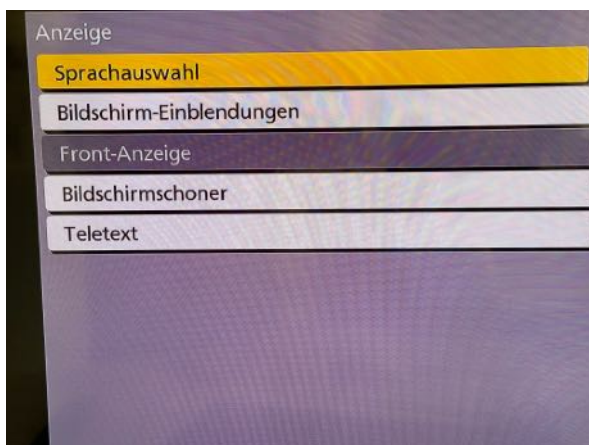 Anzeige
Sprachauswahl
Bildschirm-Einblendungen
Front-Anzeige
Bildschirmschoner
Teletext